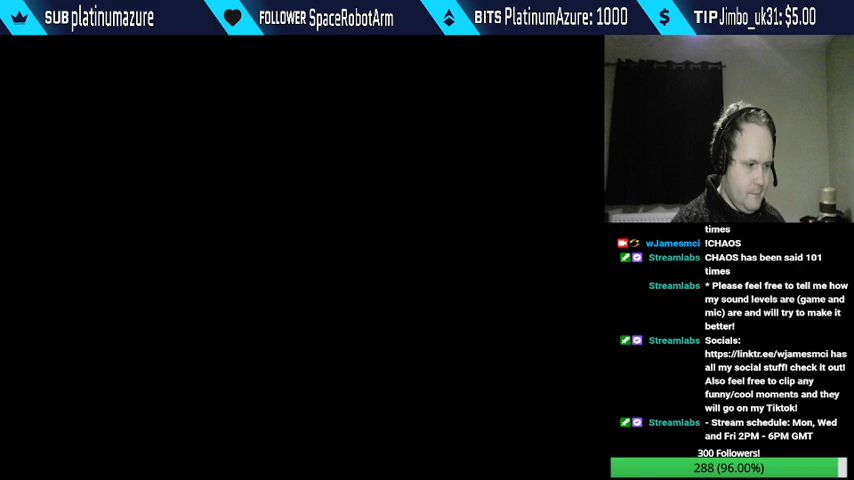 SUB platinumazure
FOLLOWER SpaceRobotArm
BITS PlatinumAzure: 1000
TIP Jimbo_uk31: $5.00
times
wJamesmci !CHAOS
Streamlabs CHAOS has been said 101
times
Streamlabs * Please feel free to tell me how
my sound levels are (game and
mic) are and will try to make it
better!
Streamlabs Socials:
https://linktr.ee/wjamesmci has
all my social stuff! check it out!
Also feel free to clip any
funny/cool moments and they
will go on my Tiktok!
Streamlabs - Stream schedule: Mon, Wed
and Fri 2PM - 6PM GMT
300 Followers!
288 (96.00%)